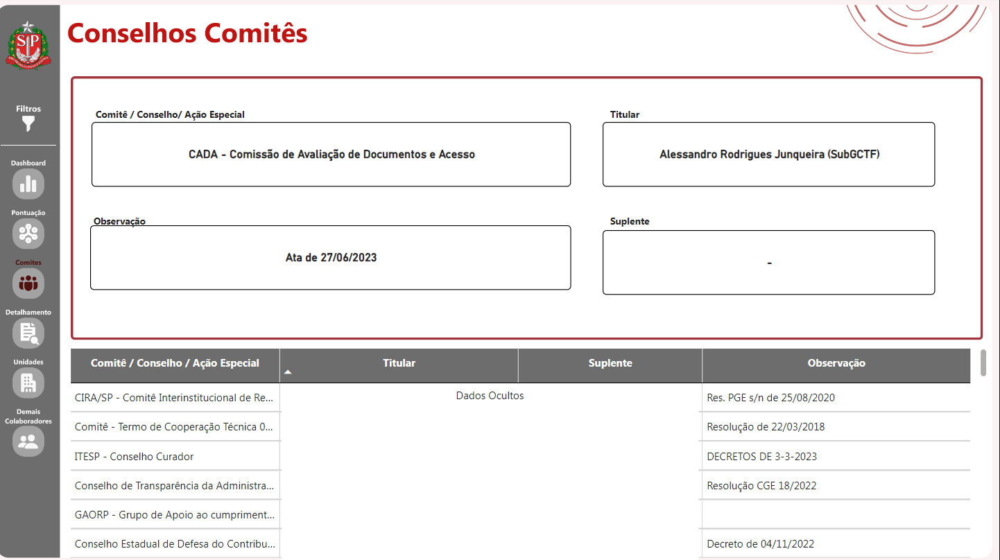 Conselhos Comitês
SP
Filtros
Dashboard
Pontuação
Comites
Detalhamento
Unidades
Demais
Colaboradores
Comitê / Conselho/ Ação Especial
Titular
CADA - Comissão de Avaliação de Documentos e Acesso
Alessandro Rodrigues Junqueira (SubGCTF)
Observação
Suplente
Ata de 27/06/2023
-
Comitê / Conselho / Ação Especial Titular Suplente Observação
CIRA/SP - Comitê Interinstitucional de Re... Dados Ocultos Res. PGE s/n de 25/08/2020
Comitê - Termo de Cooperação Técnica 0... Resolução de 22/03/2018
ITESP - Conselho Curador DECRETOS DE 3-3-2023
Conselho de Transparência da Administra... Resolução CGE 18/2022
GAORP - Grupo de Apoio ao cumpriment...
Conselho Estadual de Defesa do Contribu... Decreto de 04/11/2022